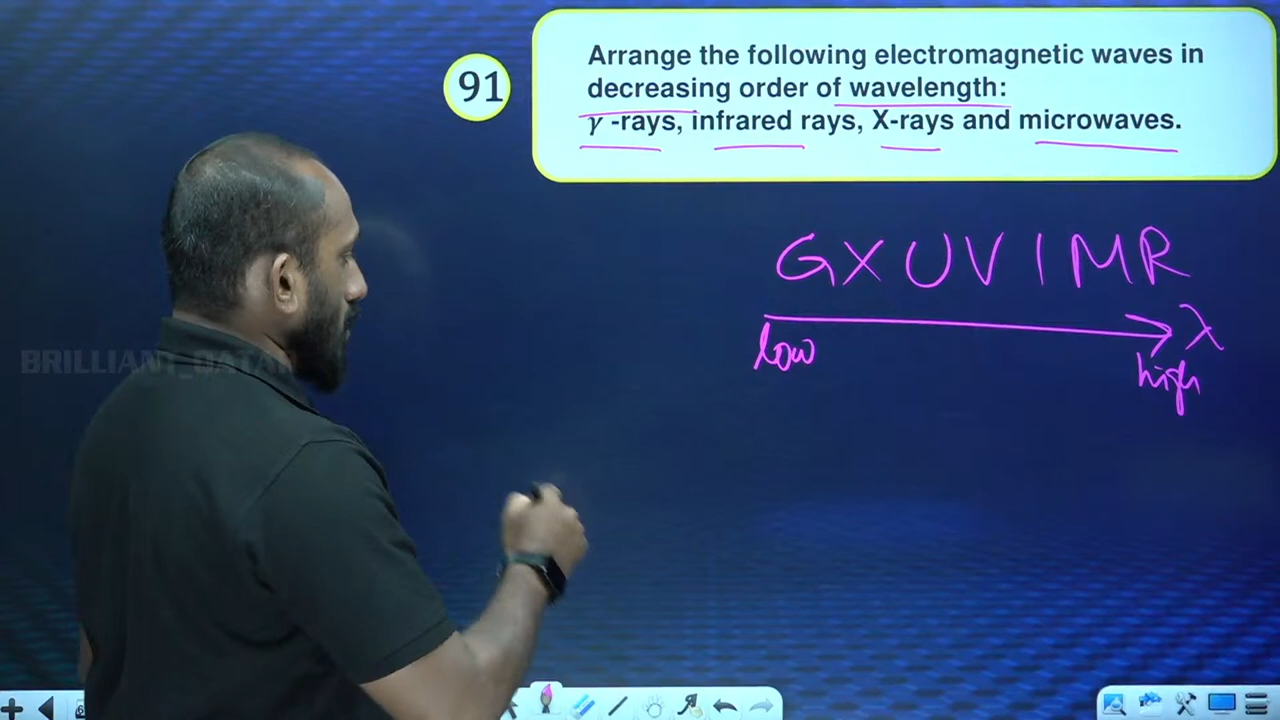 91
Arrange the following electromagnetic waves in
decreasing order of wavelength:
γ -rays, infrared rays, X-rays and microwaves.
G X U V I M R
λ
low
high